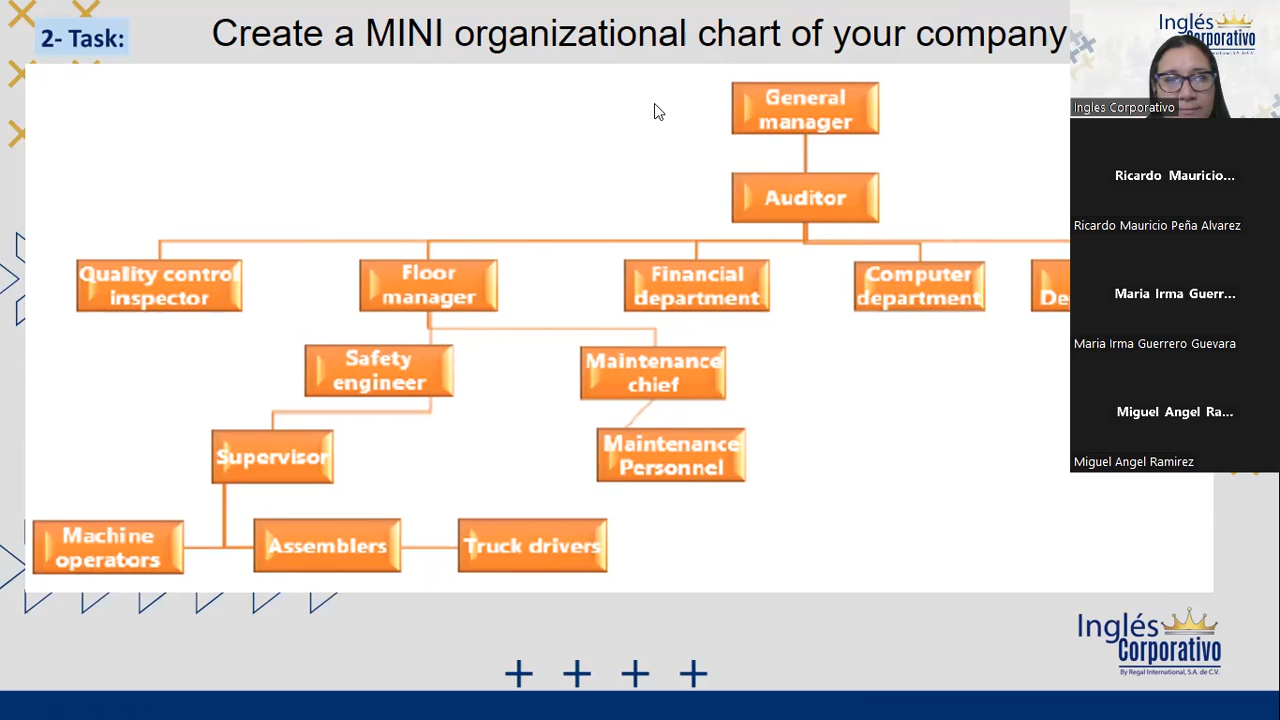 2- Task:
Create a MINI organizational chart of your company
Inglés
Corporativo
Ingles Corporativo
General
manager
Auditor
Ricardo Mauricio...
Ricardo Mauricio Peña Alvarez
Quality control
inspector
Floor
manager
Financial
department
Computer
department
De
Maria Irma Guerr...
Maria Irma Guerrero Guevara
Safety
engineer
Maintenance
chief
Miguel Angel Ra...
Miguel Angel Ramirez
Supervisor
Maintenance
Personnel
Machine
operators
Assemblers
Truck drivers
Inglés
Corporativo
By Regal International, S.A. de C.V.